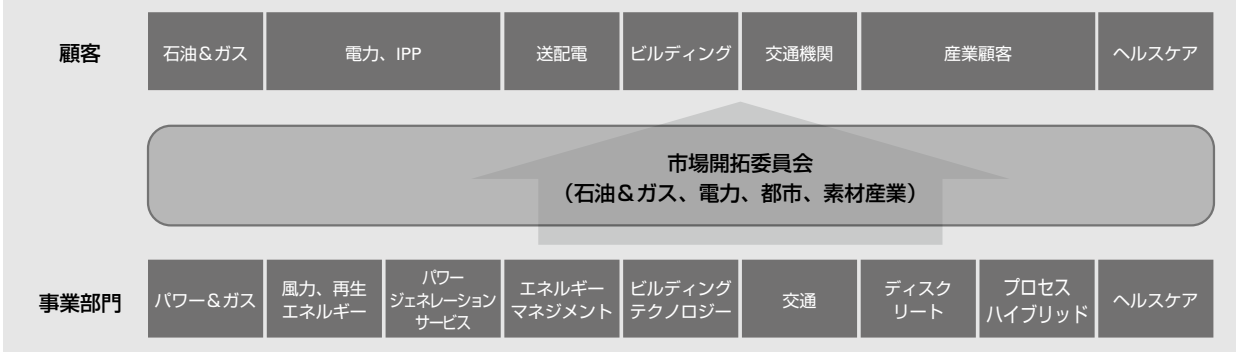 顧客
石油&ガス
電力、IPP
送配電
ビルディング
交通機関
産業顧客
ヘルスケア
市場開拓委員会
(石油&ガス、電力、都市、素材産業)
事業部門
パワー&ガス
風力、再生
エネルギー
パワー
ジェネレーション
サービス
エネルギー
マネジメント
ビルディング
テクノロジー
交通
ディスク
リート
プロセス
ハイブリッド
ヘルスケア